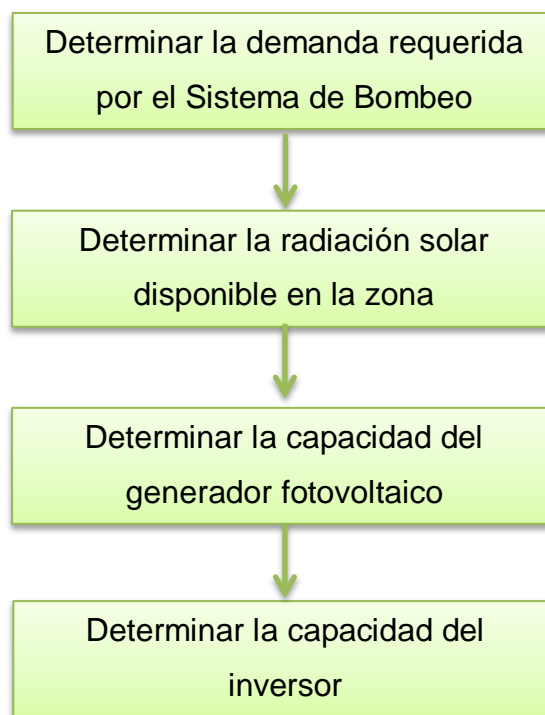 Determinar la demanda requerida
por el Sistema de Bombeo
Determinar la radiación solar
disponible en la zona
Determinar la capacidad del
generador fotovoltaico
Determinar la capacidad del
inversor